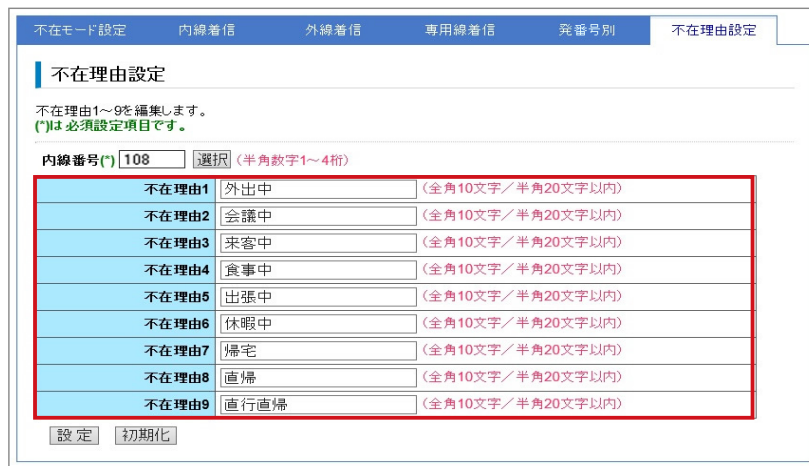 不在モード設定 内線着信 外線着信 専用線着信 発番号別 不在理由設定
不在理由設定
不在理由1～9を編集します。
(*)は必須設定項目です。
内線番号(*) 108 選択 (半角数字1～4桁)
不在理由1 外出中 (全角10文字／半角20文字以内)
不在理由2 会議中 (全角10文字／半角20文字以内)
不在理由3 来客中 (全角10文字／半角20文字以内)
不在理由4 食事中 (全角10文字／半角20文字以内)
不在理由5 出張中 (全角10文字／半角20文字以内)
不在理由6 休暇中 (全角10文字／半角20文字以内)
不在理由7 帰宅 (全角10文字／半角20文字以内)
不在理由8 直帰 (全角10文字／半角20文字以内)
不在理由9 直行直帰 (全角10文字／半角20文字以内)
設定 初期化